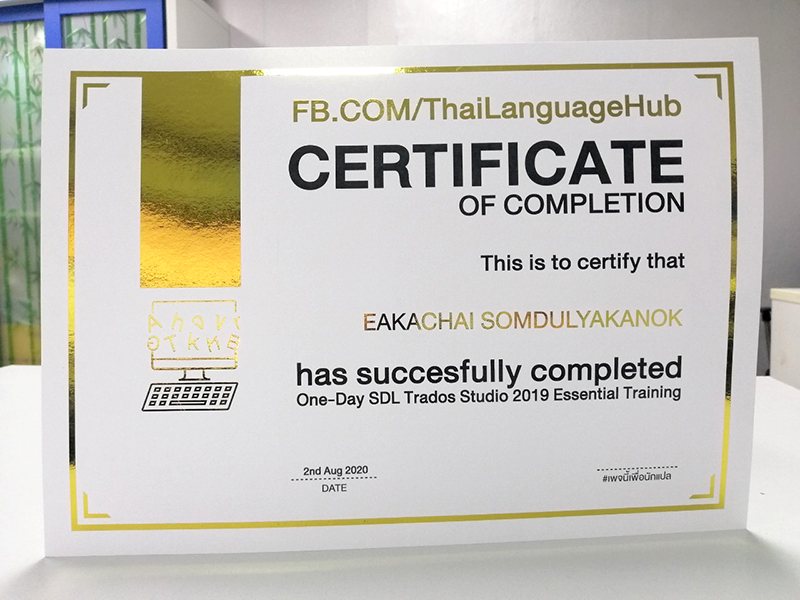 FB.COM/ThaiLanguageHub
CERTIFICATE
OF COMPLETION
This is to certify that
EAKACHAI SOMDULYAKANOK
has succesfully completed
One-Day SDL Trados Studio 2019 Essential Training
2nd Aug 2020
DATE
#เพจนี้เพื่อนักแปล